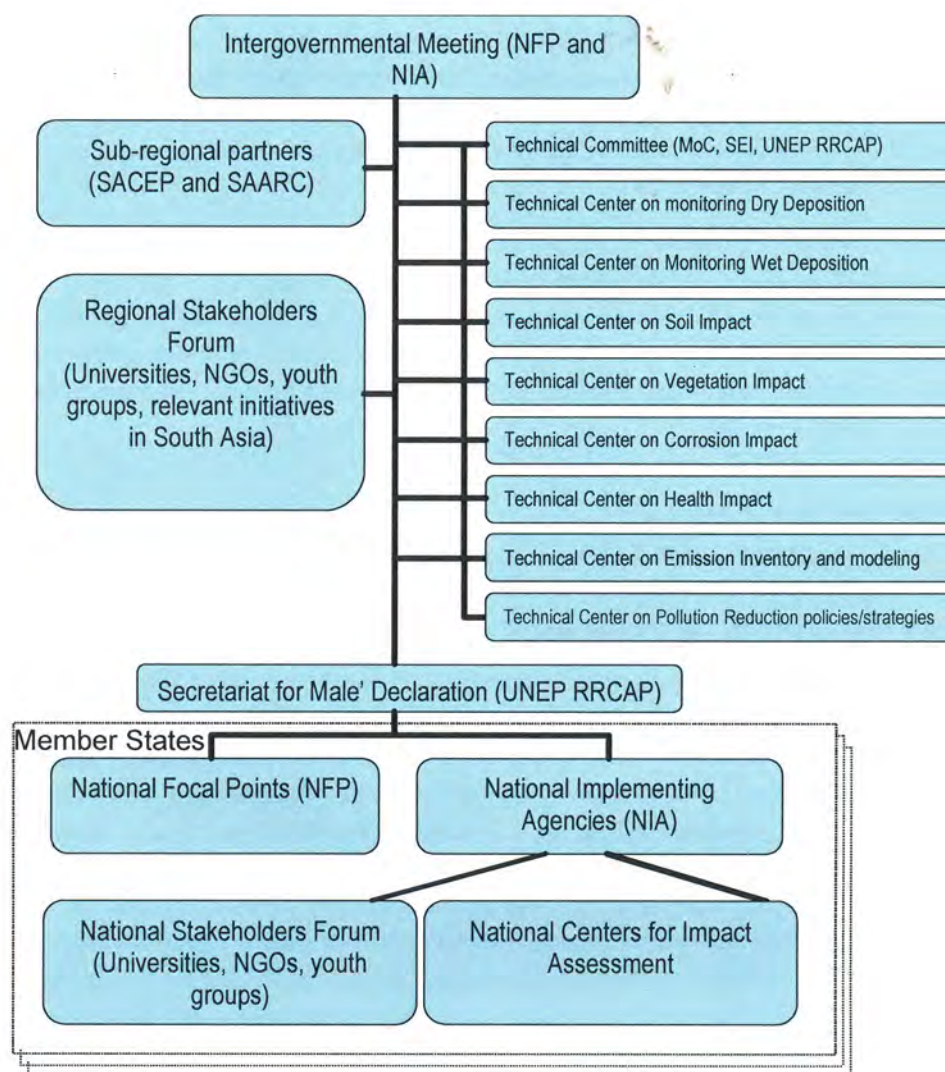 Intergovernmental Meeting (NFP and
NIA)
Sub-regional partners
(SACEP and SAARC)
Regional Stakeholders
Forum
(Universities, NGOs, youth
groups, relevant initiatives
in South Asia)
Technical Committee (MoC, SEI, UNEP RRCAP)
Technical Center on monitoring Dry Deposition
Technical Center on Monitoring Wet Deposition
Technical Center on Soil Impact
Technical Center on Vegetation Impact
Technical Center on Corrosion Impact
Technical Center on Health Impact
Technical Center on Emission Inventory and modeling
Technical Center on Pollution Reduction policies/strategies
Secretariat for Male' Declaration (UNEP RRCAP)
Member States
National Focal Points (NFP)
National Implementing
Agencies (NIA)
National Stakeholders Forum
(Universities, NGOs, youth
groups)
National Centers for Impact
Assessment